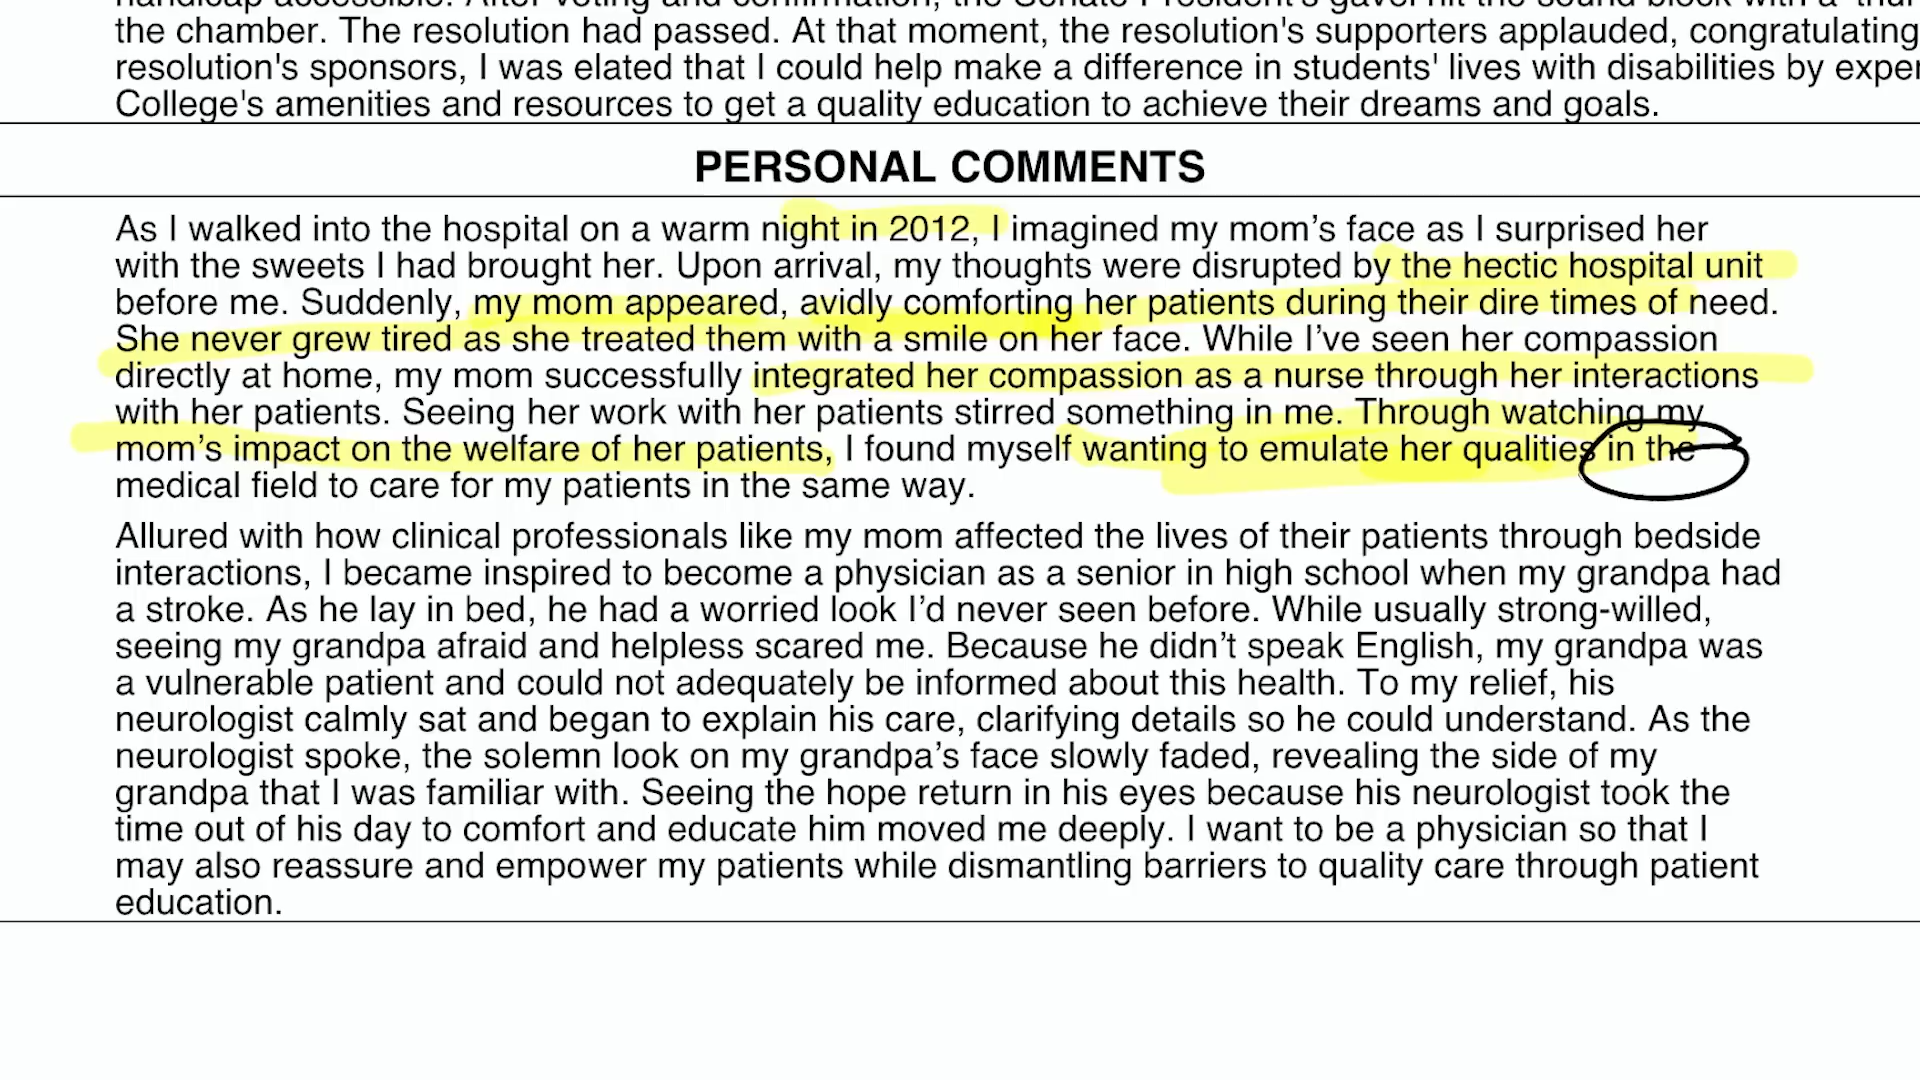 the chamber. The resolution had passed. At that moment, the resolution's supporters applauded, congratulating
resolution's sponsors, I was elated that I could help make a difference in students' lives with disabilities by exper
College's amenities and resources to get a quality education to achieve their dreams and goals.
PERSONAL COMMENTS
As I walked into the hospital on a warm night in 2012, I imagined my mom’s face as I surprised her
with the sweets I had brought her. Upon arrival, my thoughts were disrupted by the hectic hospital unit
before me. Suddenly, my mom appeared, avidly comforting her patients during their dire times of need.
She never grew tired as she treated them with a smile on her face. While I’ve seen her compassion
directly at home, my mom successfully integrated her compassion as a nurse through her interactions
with her patients. Seeing her work with her patients stirred something in me. Through watching my
mom’s impact on the welfare of her patients, I found myself wanting to emulate her qualities in the
medical field to care for my patients in the same way.
Allured with how clinical professionals like my mom affected the lives of their patients through bedside
interactions, I became inspired to become a physician as a senior in high school when my grandpa had
a stroke. As he lay in bed, he had a worried look I’d never seen before. While usually strong-willed,
seeing my grandpa afraid and helpless scared me. Because he didn’t speak English, my grandpa was
a vulnerable patient and could not adequately be informed about this health. To my relief, his
neurologist calmly sat and began to explain his care, clarifying details so he could understand. As the
neurologist spoke, the solemn look on my grandpa’s face slowly faded, revealing the side of my
grandpa that I was familiar with. Seeing the hope return in his eyes because his neurologist took the
time out of his day to comfort and educate him moved me deeply. I want to be a physician so that I
may also reassure and empower my patients while dismantling barriers to quality care through patient
education.